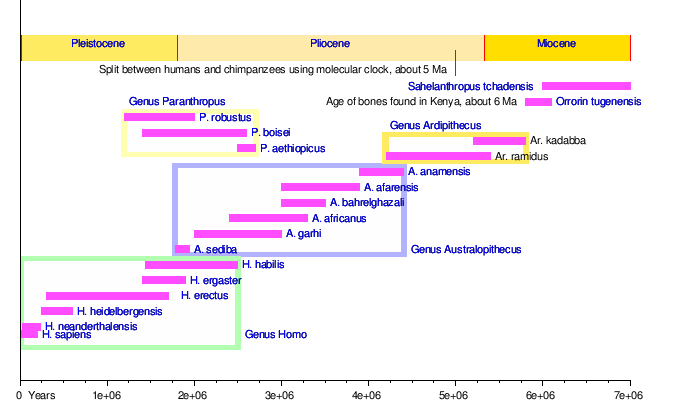 Pleistocene Pliocene Miocene
Split between humans and chimpanzees using molecular clock, about 5 Ma
Sahelanthropus tchadensis
Genus Paranthropus Age of bones found in Kenya, about 6 Ma Orrorin tugenensis
P. robustus
Genus Ardipithecus
P. boisei
Ar. kadabba
P. aethiopicus
Ar. ramidus
A. anamensis
A. afarensis
A. bahrelghazali
A. africanus
A. garhi
A. sediba Genus Australopithecus
H. habilis
H. ergaster
H. erectus
H. heidelbergensis
H. neanderthalensis
H. sapiens Genus Homo
0 Years 1e+06 2e+06 3e+06 4e+06 5e+06 6e+06 7e+06